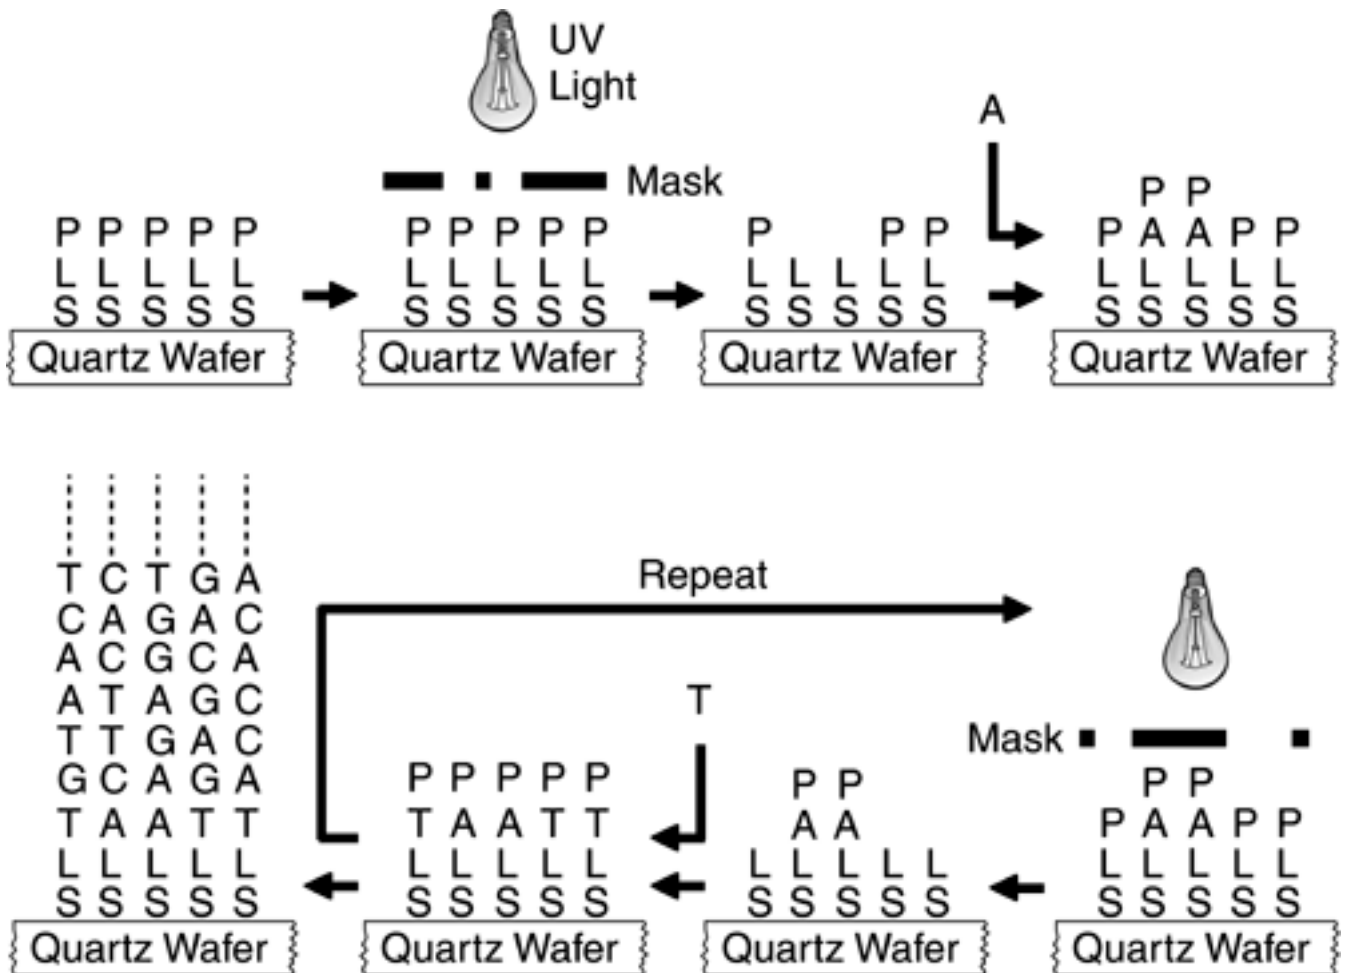 UV
Light
A
Mask
P P
P P P P P
P P P P P
P P P
P A A P P
L L L L L
L L L L L
L L L L L
L L L L L
S S S S S
S S S S S
S S S S S
S S S S S
Quartz Wafer
Quartz Wafer
Quartz Wafer
Quartz Wafer
T C T G A
Repeat
C A G A C
A C G C A
A T A G C
T
T T G A C
Mask
G C A G A
P P P P P
P P
P P
T A A T T
T A A T T
A A
P A A P P
L L L L L
L L L L L
L L L L L
L L L L L
S S S S S
S S S S S
S S S S S
S S S S S
Quartz Wafer
Quartz Wafer
Quartz Wafer
Quartz Wafer